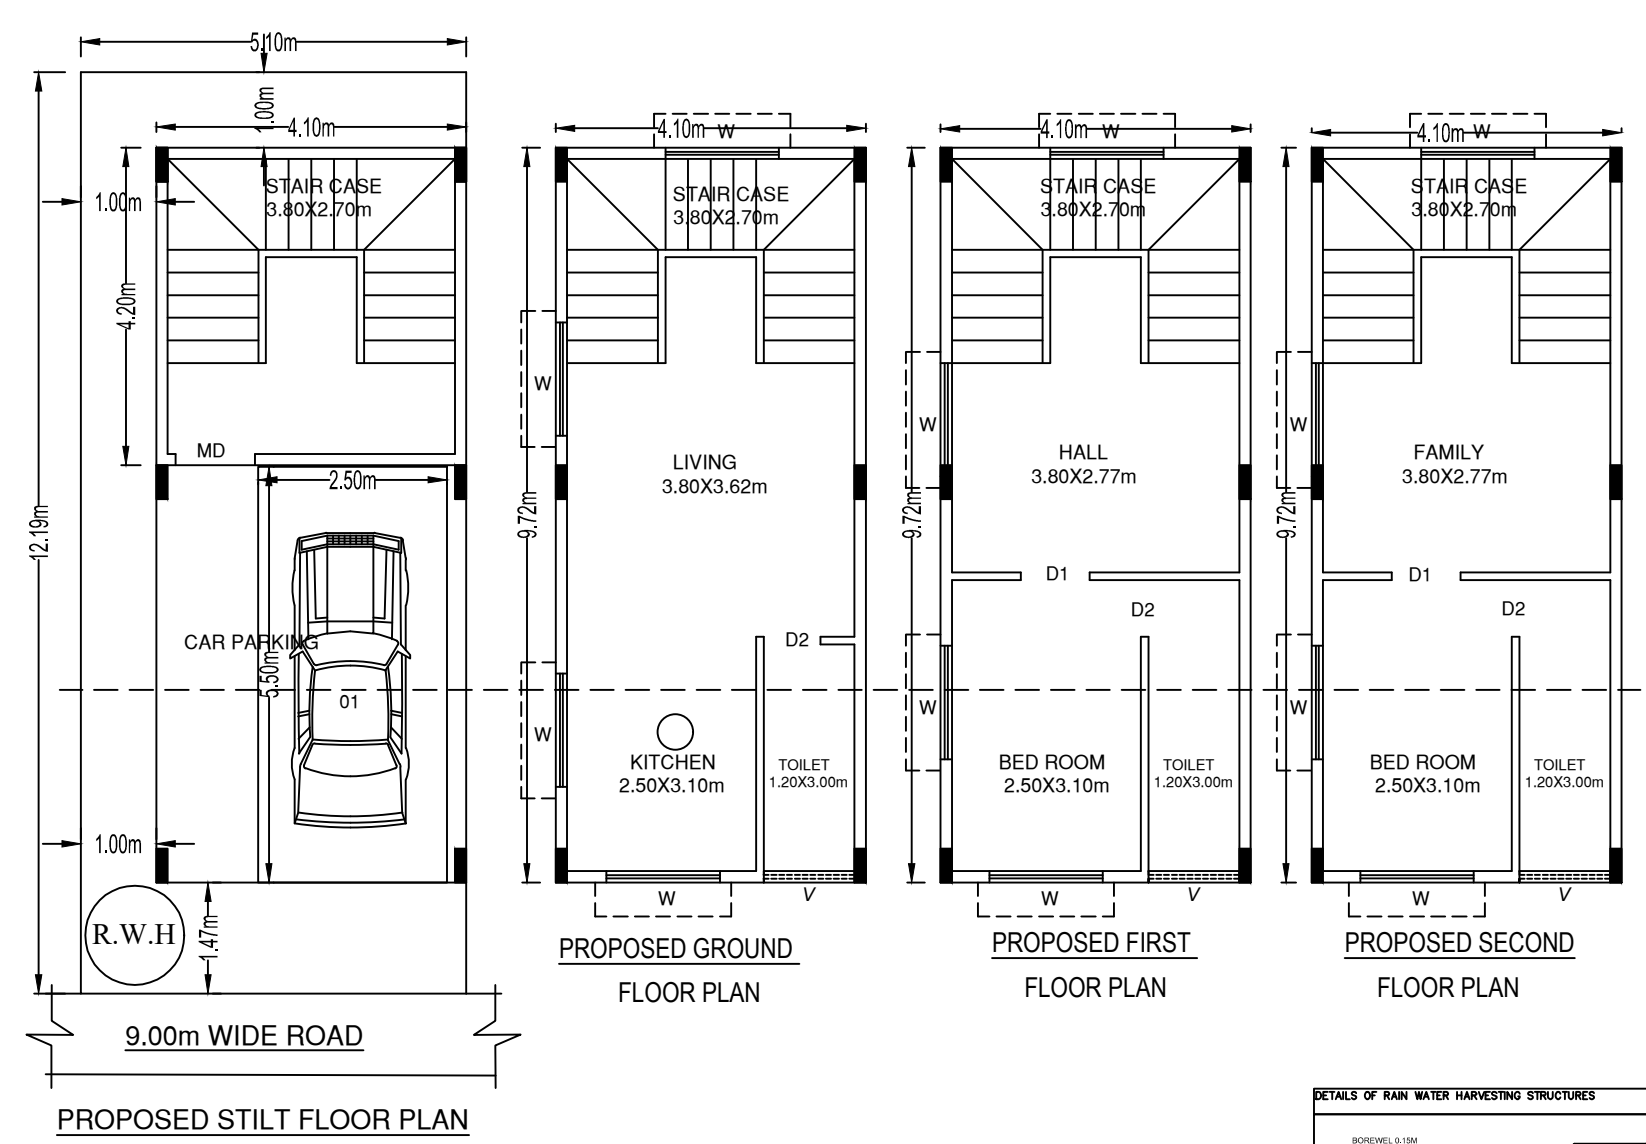 5.10m
1.00m
4.10m
STAIR CASE
3.80X2.70m
1.00m
4.20m
MD
2.50m
12.19m
CAR PARKING
5.50m
01
1.00m
R.W.H
1.47m
9.00m WIDE ROAD
PROPOSED STILT FLOOR PLAN
4.10m
W
STAIR CASE
3.80X2.70m
W
LIVING
3.80X3.62m
9.72m
D2
W
KITCHEN
2.50X3.10m
TOILET
1.20X3.00m
W
V
PROPOSED GROUND
FLOOR PLAN
4.10m
W
STAIR CASE
3.80X2.70m
W
HALL
3.80X2.77m
9.72m
D1
D2
W
BED ROOM
2.50X3.10m
TOILET
1.20X3.00m
W
V
PROPOSED FIRST
FLOOR PLAN
4.10m
W
STAIR CASE
3.80X2.70m
W
FAMILY
3.80X2.77m
9.72m
D1
D2
W
BED ROOM
2.50X3.10m
TOILET
1.20X3.00m
W
V
PROPOSED SECOND
FLOOR PLAN
DETAILS OF RAIN WATER HARVESTING STRUCTURES
BOREWEL 0.15M